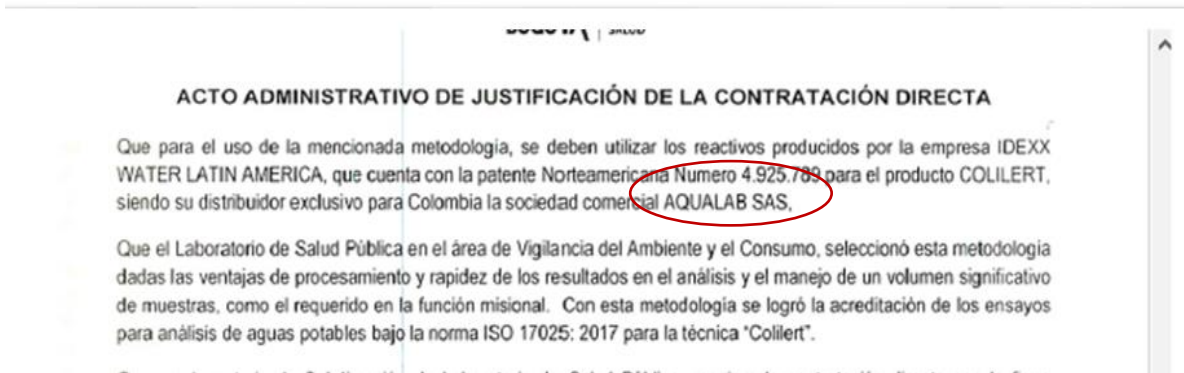 SALUD
ACTO ADMINISTRATIVO DE JUSTIFICACIÓN DE LA CONTRATACIÓN DIRECTA
Que para el uso de la mencionada metodología, se deben utilizar los reactivos producidos por la empresa IDEXX
WATER LATIN AMERICA, que cuenta con la patente Norteamericana Numero 4.925.789 para el producto COLILERT,
siendo su distribuidor exclusivo para Colombia la sociedad comercial AQUALAB SAS,
Que el Laboratorio de Salud Pública en el área de Vigilancia del Ambiente y el Consumo, seleccionó esta metodología
dadas las ventajas de procesamiento y rapidez de los resultados en el análisis y el manejo de un volumen significativo
de muestras, como el requerido en la función misional. Con esta metodología se logró la acreditación de los ensayos
para análisis de aguas potables bajo la norma ISO 17025: 2017 para la técnica "Colilert".